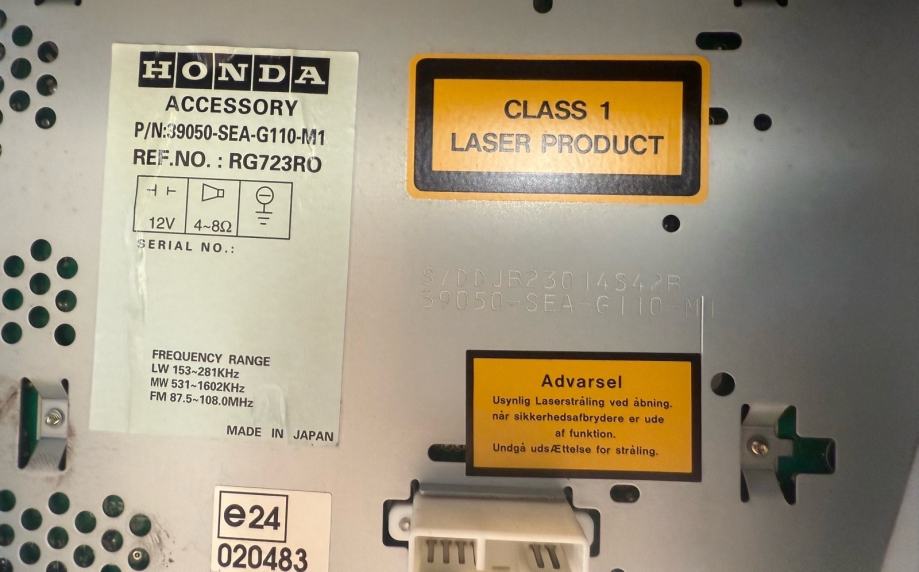 HONDA
ACCESSORY
P/N:39050-SEA-G110-M1
REF.NO. : RG723RO
12V
4~8Ω
SERIAL NO.:
FREQUENCY RANGE
LW 153~281KHz
MW 531~1602KHz
FM 87.5~108.0MHz
MADE IN JAPAN
CLASS 1
LASER PRODUCT
39050-SEA-G110-M1
Advarsel
Usynlig Laserstråling ved åbning.
når sikkerhedsafbrydere er ude
af funktion.
Undgå udsÆttelse for stråling.
e24
020483